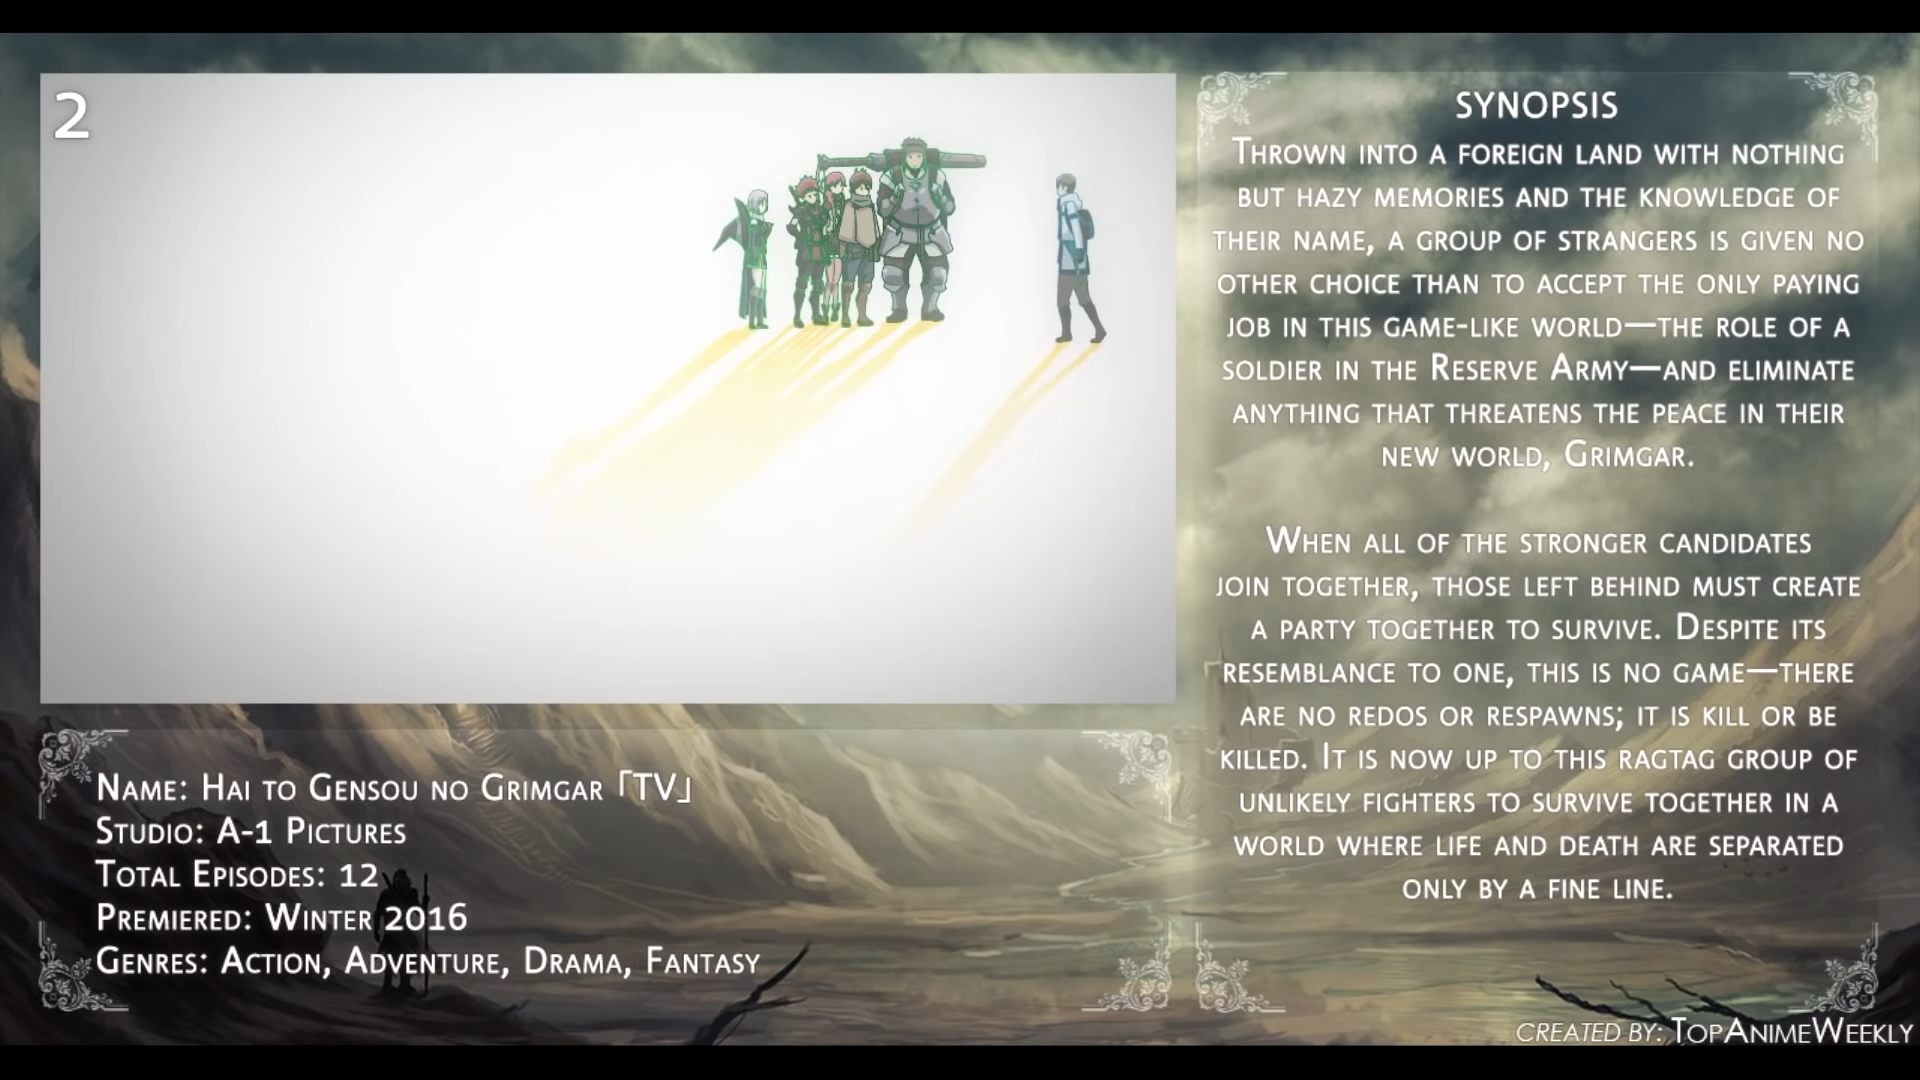 2
SYNOPSIS
THROWN INTO A FOREIGN LAND WITH NOTHING
BUT HAZY MEMORIES AND THE KNOWLEDGE OF
THEIR NAME, A GROUP OF STRANGERS IS GIVEN NO
OTHER CHOICE THAN TO ACCEPT THE ONLY PAYING
JOB IN THIS GAME-LIKE WORLD—THE ROLE OF A
SOLDIER IN THE RESERVE ARMY—AND ELIMINATE
ANYTHING THAT THREATENS THE PEACE IN THEIR
NEW WORLD, GRIMGAR.
WHEN ALL OF THE STRONGER CANDIDATES
JOIN TOGETHER, THOSE LEFT BEHIND MUST CREATE
A PARTY TOGETHER TO SURVIVE. DESPITE ITS
RESEMBLANCE TO ONE, THIS IS NO GAME—THERE
ARE NO REDOS OR RESPAWNS; IT IS KILL OR BE
KILLED. IT IS NOW UP TO THIS RAGTAG GROUP OF
UNLIKELY FIGHTERS TO SURVIVE TOGETHER IN A
WORLD WHERE LIFE AND DEATH ARE SEPARATED
ONLY BY A FINE LINE.
NAME: HAI TO GENSOU NO GRIMGAR「TV」
STUDIO: A-1 PICTURES
TOTAL EPISODES: 12
PREMIERED: WINTER 2016
GENRES: ACTION, ADVENTURE, DRAMA, FANTASY
CREATED BY: TOPANIMEWEEKLY